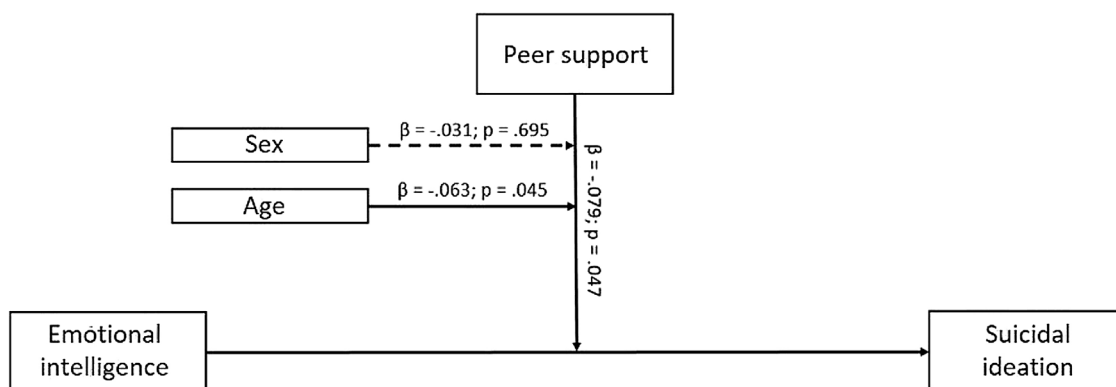 Peer support
Sex
β = -.031; p = .695
Age
β = -.063; p = .045
β = -.079; p = .047
Emotional
intelligence
Suicidal
ideation